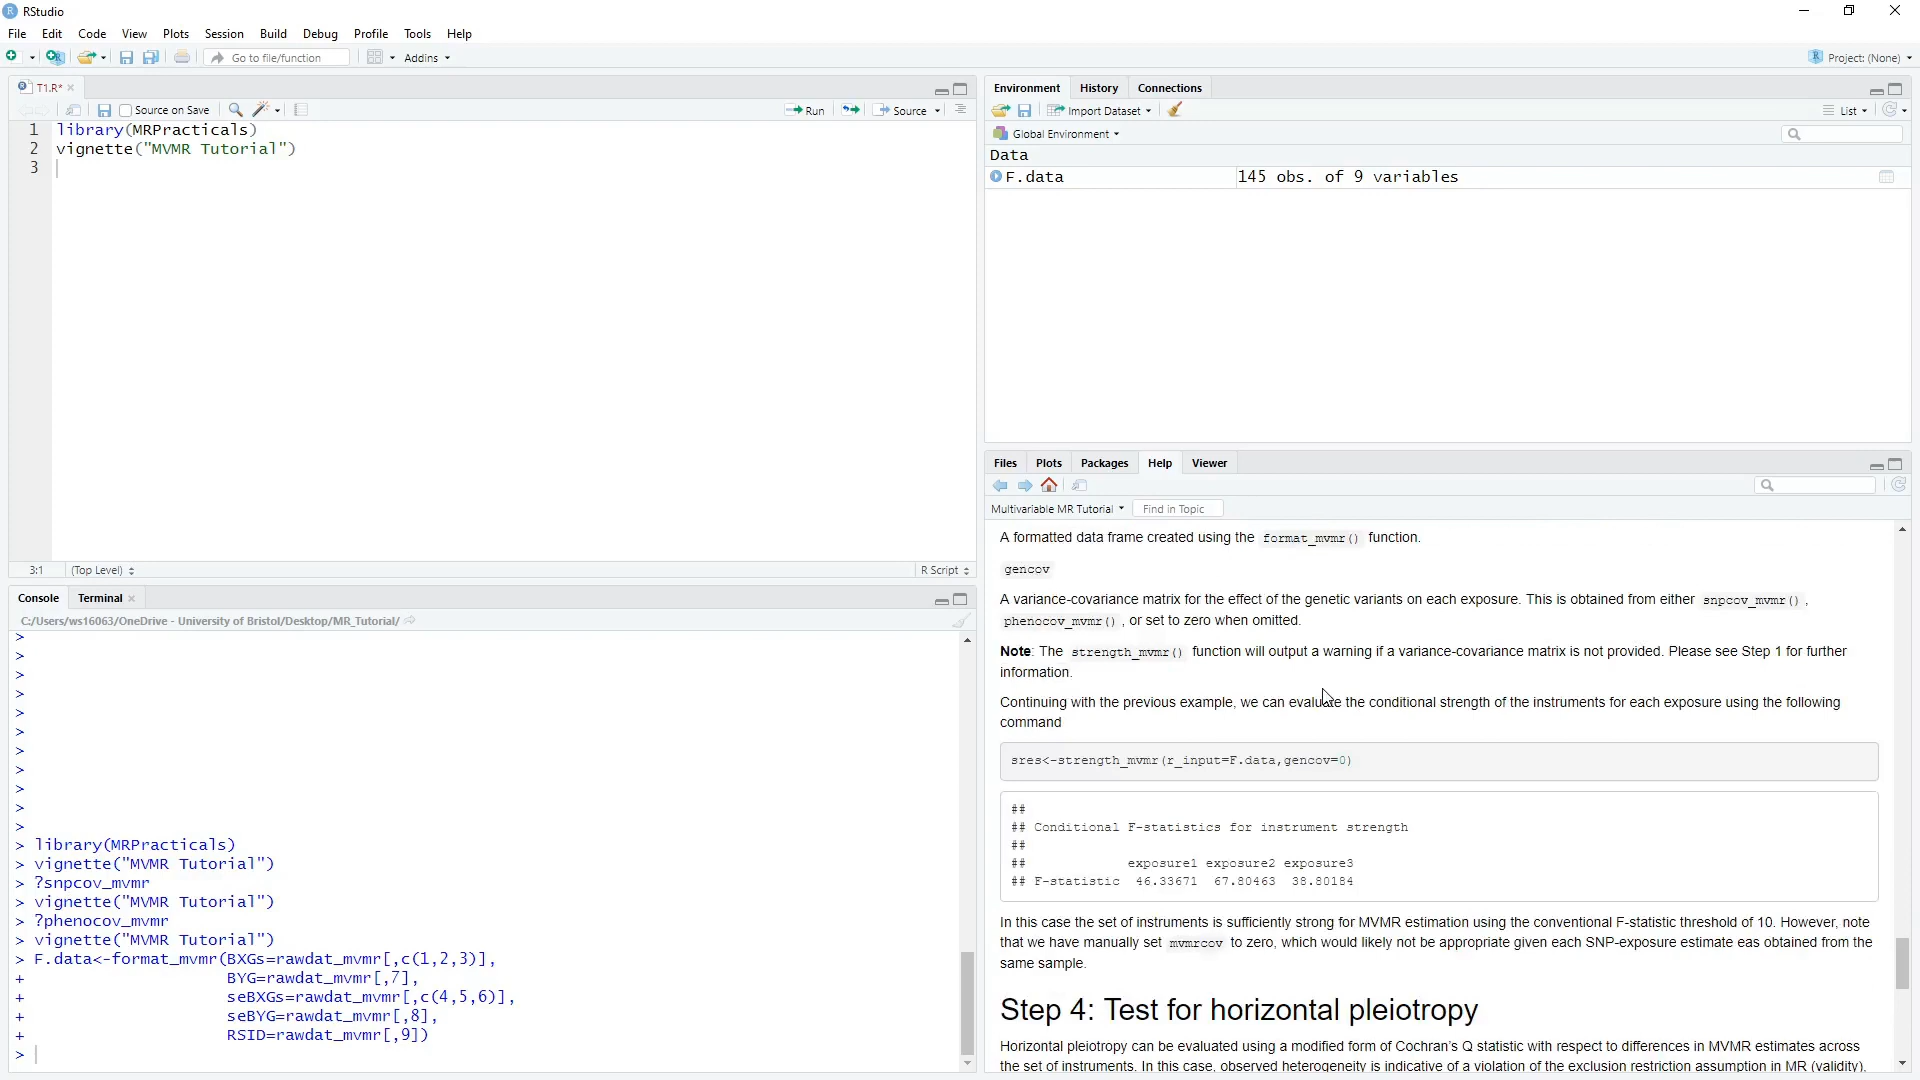 RStudio
File Edit Code View Plots Session Build Debug Profile Tools Help
Go to file/function Addins Project: (None)
T1.R*
Source on Save Run Source
1 library(MRPracticals)
2 vignette("MVMR Tutorial")
3
3:1 (Top Level) R Script
Console Terminal
C:/Users/ws16063/OneDrive - University of Bristol/Desktop/MR_Tutorial/
>
>
>
>
>
>
>
>
>
>
>
> library(MRPracticals)
> vignette("MVMR Tutorial")
> ?snpcov_mvmr
> vignette("MVMR Tutorial")
> ?phenocov_mvmr
> vignette("MVMR Tutorial")
> F.data<-format_mvmr(BXGs=rawdat_mvmr[,c(1,2,3)],
+ BYG=rawdat_mvmr[,7],
+ seBXGs=rawdat_mvmr[,c(4,5,6)],
+ seBYG=rawdat_mvmr[,8],
+ RSID=rawdat_mvmr[,9])
>
Environment History Connections
Import Dataset List
Global Environment
Data
F.data 145 obs. of 9 variables
Files Plots Packages Help Viewer
Multivariable MR Tutorial Find in Topic
A formatted data frame created using the format_mvmr() function.
gencov
A variance-covariance matrix for the effect of the genetic variants on each exposure. This is obtained from either snpcov_mvmr() ,
phenocov_mvmr() , or set to zero when omitted.
Note: The strength_mvmr() function will output a warning if a variance-covariance matrix is not provided. Please see Step 1 for further
information.
Continuing with the previous example, we can evaluate the conditional strength of the instruments for each exposure using the following
command
sres<-strength_mvmr(r_input=F.data,gencov=0)
##
## Conditional F-statistics for instrument strength
##
## exposure1 exposure2 exposure3
## F-statistic 46.33671 67.80463 38.80184
In this case the set of instruments is sufficiently strong for MVMR estimation using the conventional F-statistic threshold of 10. However, note
that we have manually set mvmrcov to zero, which would likely not be appropriate given each SNP-exposure estimate eas obtained from the
same sample.
Step 4: Test for horizontal pleiotropy
Horizontal pleiotropy can be evaluated using a modified form of Cochran's Q statistic with respect to differences in MVMR estimates across
the set of instruments. In this case, observed heterogeneity is indicative of a violation of the exclusion restriction assumption in MR (validity),